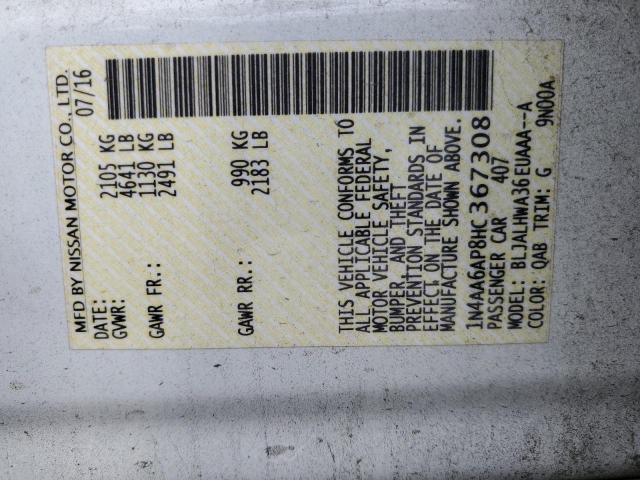 MFD BY NISSAN MOTOR CO., LTD.
DATE: 07/16
GVWR: 2105 KG
4641 LB
GAWR FR.: 1130 KG
2491 LB
GAWR RR.: 990 KG
2183 LB
THIS VEHICLE CONFORMS TO
ALL APPLICABLE FEDERAL
MOTOR VEHICLE SAFETY,
BUMPER, AND THEFT
PREVENTION STANDARDS IN
EFFECT ON THE DATE OF
MANUFACTURE SHOWN ABOVE.
1N4AA6AP8HC367308
PASSENGER CAR 407
MODEL: BLJALHWA36EUAAA--A
COLOR: QAB TRIM: G 9N00A